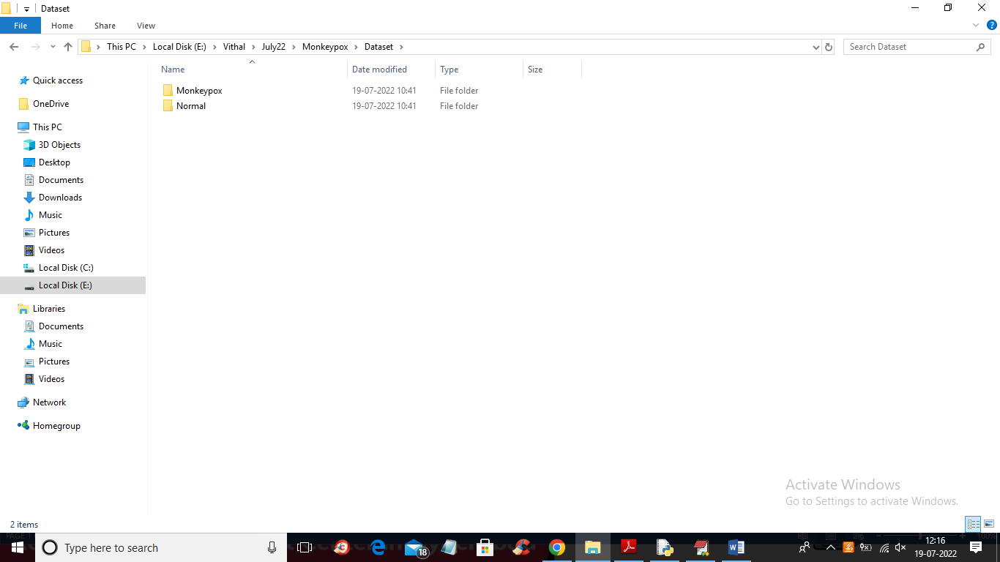 Dataset
File Home Share View
This PC Local Disk (E:) Vithal July22 Monkeypox Dataset
Search Dataset
Name Date modified Type Size
Monkeypox 19-07-2022 10:41 File folder
Normal 19-07-2022 10:41 File folder
Quick access
OneDrive
This PC
3D Objects
Desktop
Documents
Downloads
Music
Pictures
Videos
Local Disk (C:)
Local Disk (E:)
Libraries
Documents
Music
Pictures
Videos
Network
Homegroup
Activate Windows
Go to Settings to activate Windows.
2 items
Type here to search
18
12:16
19-07-2022